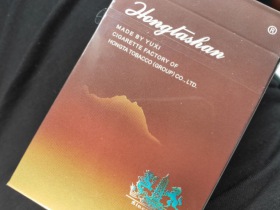 Hongtashan
®
MADE BY YUXI
CIGARETTE FACTORY OF
HONGTA TOBACCO (GROUP) CO., LTD.